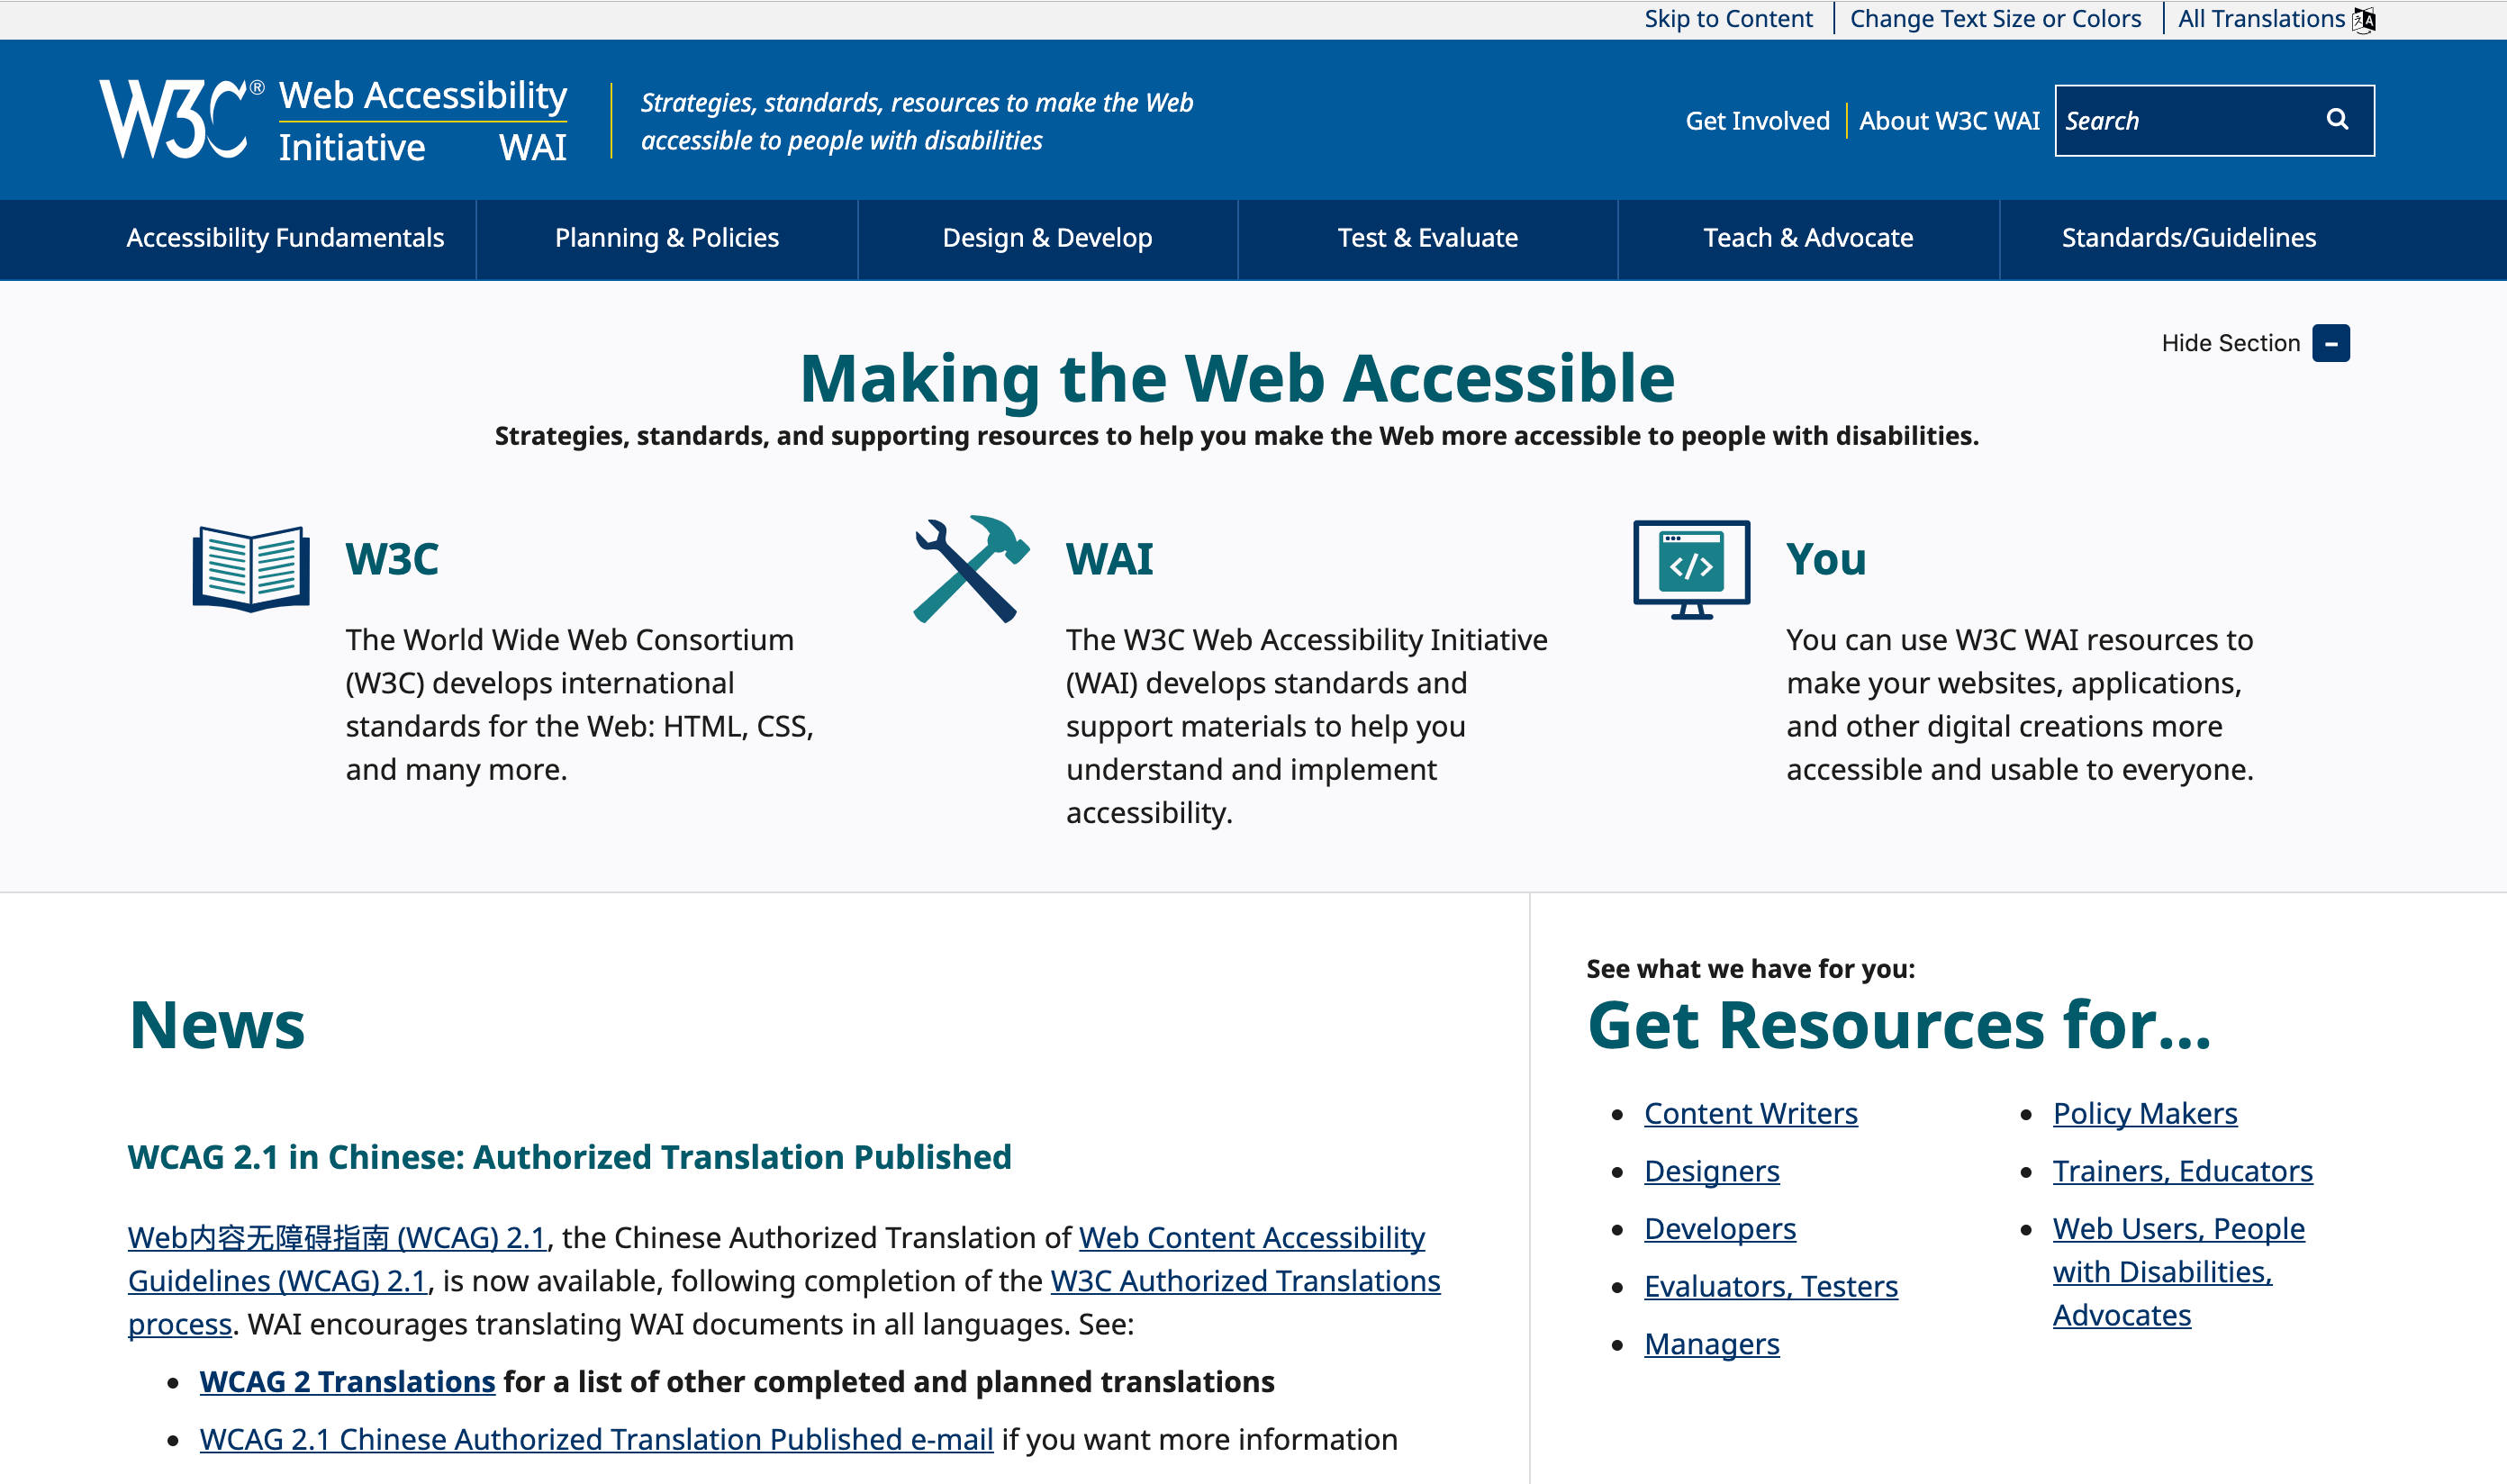 Skip to Content
Change Text Size or Colors
All Translations
W3C® Web Accessibility
Initiative WAI
Strategies, standards, resources to make the Web
accessible to people with disabilities
Get Involved
About W3C WAI
Search
Accessibility Fundamentals
Planning & Policies
Design & Develop
Test & Evaluate
Teach & Advocate
Standards/Guidelines
Hide Section
Making the Web Accessible
Strategies, standards, and supporting resources to help you make the Web more accessible to people with disabilities.
W3C
The World Wide Web Consortium
(W3C) develops international
standards for the Web: HTML, CSS,
and many more.
WAI
The W3C Web Accessibility Initiative
(WAI) develops standards and
support materials to help you
understand and implement
accessibility.
</>
You
You can use W3C WAI resources to
make your websites, applications,
and other digital creations more
accessible and usable to everyone.
News
WCAG 2.1 in Chinese: Authorized Translation Published
Web内容无障碍指南 (WCAG) 2.1, the Chinese Authorized Translation of Web Content Accessibility
Guidelines (WCAG) 2.1, is now available, following completion of the W3C Authorized Translations
process. WAI encourages translating WAI documents in all languages. See:
• WCAG 2 Translations for a list of other completed and planned translations
• WCAG 2.1 Chinese Authorized Translation Published e-mail if you want more information
See what we have for you:
Get Resources for...
• Content Writers
• Designers
• Developers
• Evaluators, Testers
• Managers
• Policy Makers
• Trainers, Educators
• Web Users, People
with Disabilities,
Advocates